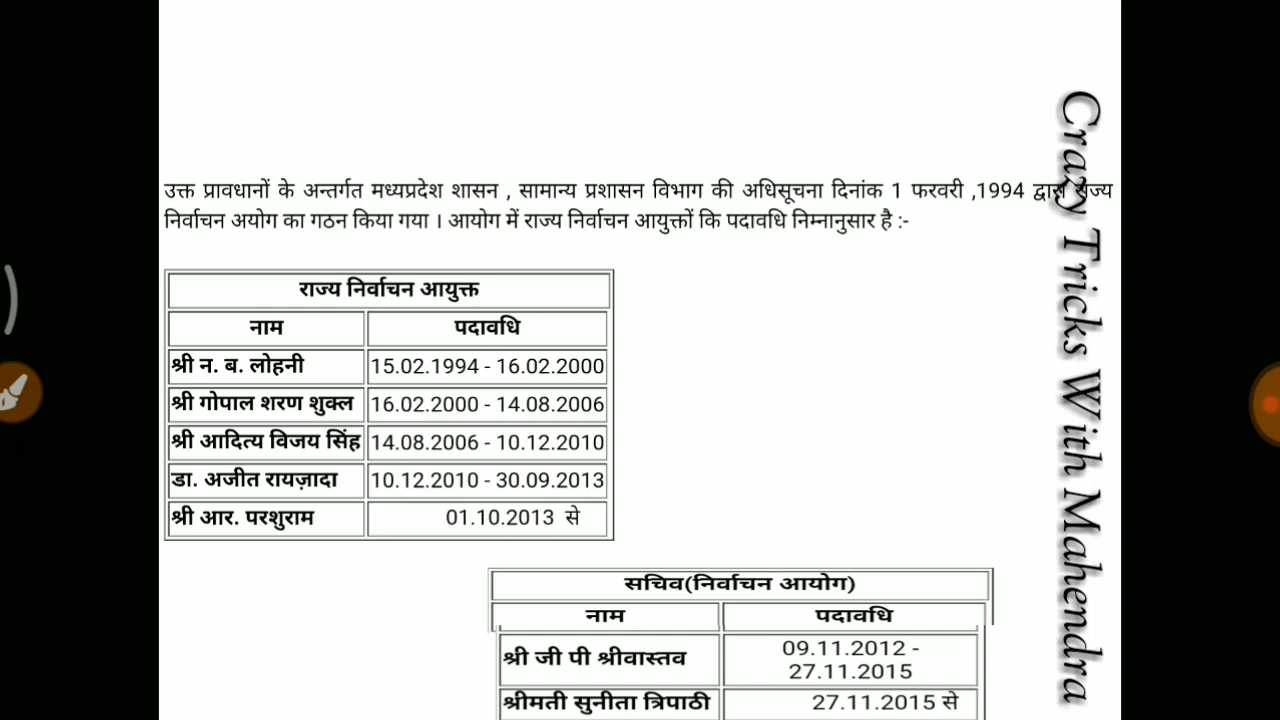 उक्त प्रावधानों के अन्तर्गत मध्यप्रदेश शासन , सामान्य प्रशासन विभाग की अधिसूचना दिनांक 1 फरवरी ,1994 द्वारा राज्य
निर्वाचन अयोग का गठन किया गया । आयोग में राज्य निर्वाचन आयुक्तों कि पदावधि निम्नानुसार है :-
राज्य निर्वाचन आयुक्त
नाम पदावधि
श्री न. ब. लोहनी 15.02.1994 - 16.02.2000
श्री गोपाल शरण शुक्ल 16.02.2000 - 14.08.2006
श्री आदित्य विजय सिंह 14.08.2006 - 10.12.2010
डा. अजीत रायज़ादा 10.12.2010 - 30.09.2013
श्री आर. परशुराम 01.10.2013 से
सचिव(निर्वाचन आयोग)
नाम पदावधि
श्री जी पी श्रीवास्तव 09.11.2012 -
27.11.2015
श्रीमती सुनीता त्रिपाठी 27.11.2015 से
Crazy Tricks With Mahendra